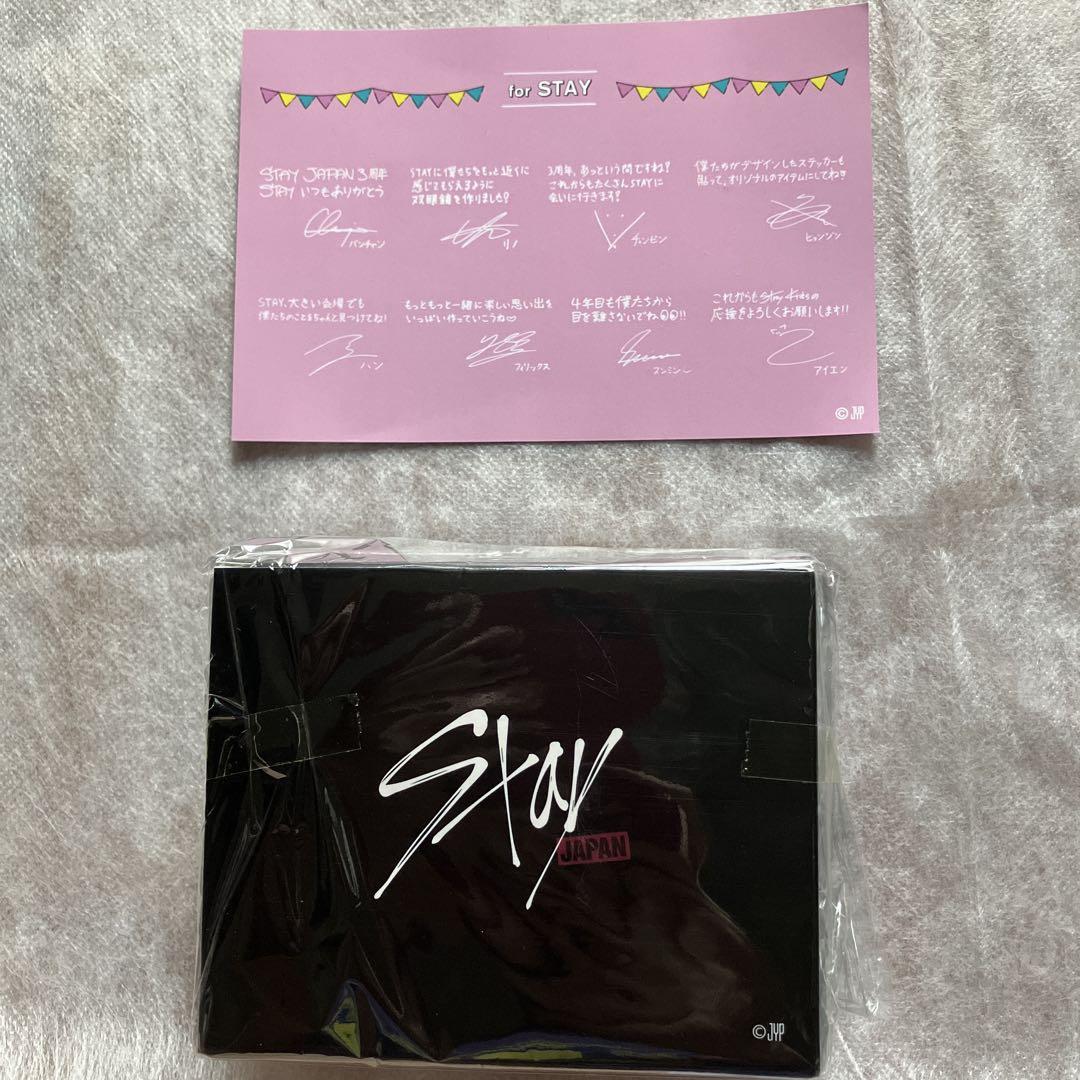 for STAY
STAY JAPAN 3周年
STAY いつもありがとう
バンチャン
STAYに僕たちをもっと近くに
感じてもらえるように
双眼鏡を作りました!
リノ
3周年、あっという間ですね!
これからもたくさんSTAYに
会いに行きます!
チャンビン
僕たちがデザインしたステッカーも
貼って、オリジナルのアイテムにしてね
ヒョンジン
STAY、大きい会場でも
僕たちのことをちゃんと見つけてね!
ハン
もっともっと一緒に楽しい思い出を
いっぱい作っていこうね♡
フィリックス
4年目も僕たちから
目を離さないでね!!
スンミン
これからもStray Kidsの
応援をよろしくお願いします!!
アイエン
©JYP
Stay
JAPAN
©JYP